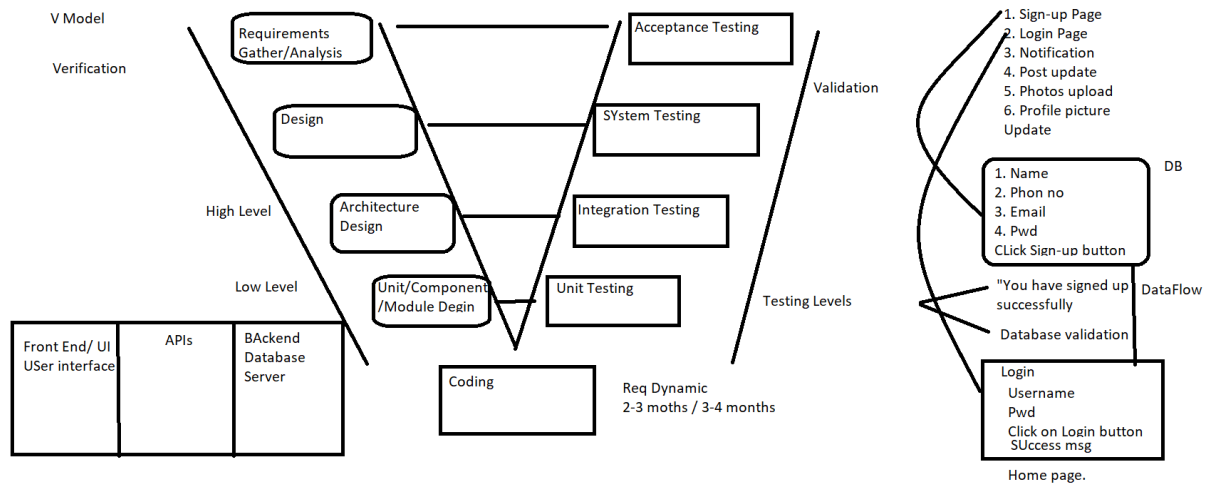 V Model
Verification
Requirements
Gather/Analysis
Acceptance Testing
Validation
Design
SYstem Testing
High Level
Architecture
Design
Integration Testing
Low Level
Unit/Component
/Module Degin
Unit Testing
Testing Levels
Front End/ UI
USer interface
APIs
BAckend
Database
Server
Coding
Req Dynamic
2-3 moths / 3-4 months
1. Sign-up Page
2. Login Page
3. Notification
4. Post update
5. Photos upload
6. Profile picture
Update
DB
1. Name
2. Phon no
3. Email
4. Pwd
CLick Sign-up button
"You have signed up
successfully
DataFlow
Database validation
Login
Username
Pwd
Click on Login button
SUccess msg
Home page.